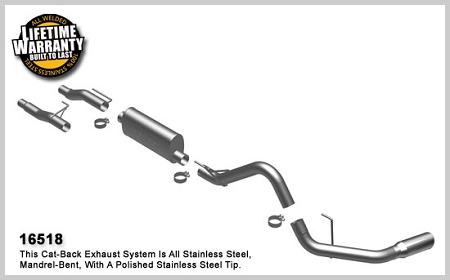 ALL WELDED
LIFETIME
WARRANTY
BUILT TO LAST
STAINLESS STEEL
16518
This Cat-Back Exhaust System Is All Stainless Steel,
Mandrel-Bent, With A Polished Stainless Steel Tip.